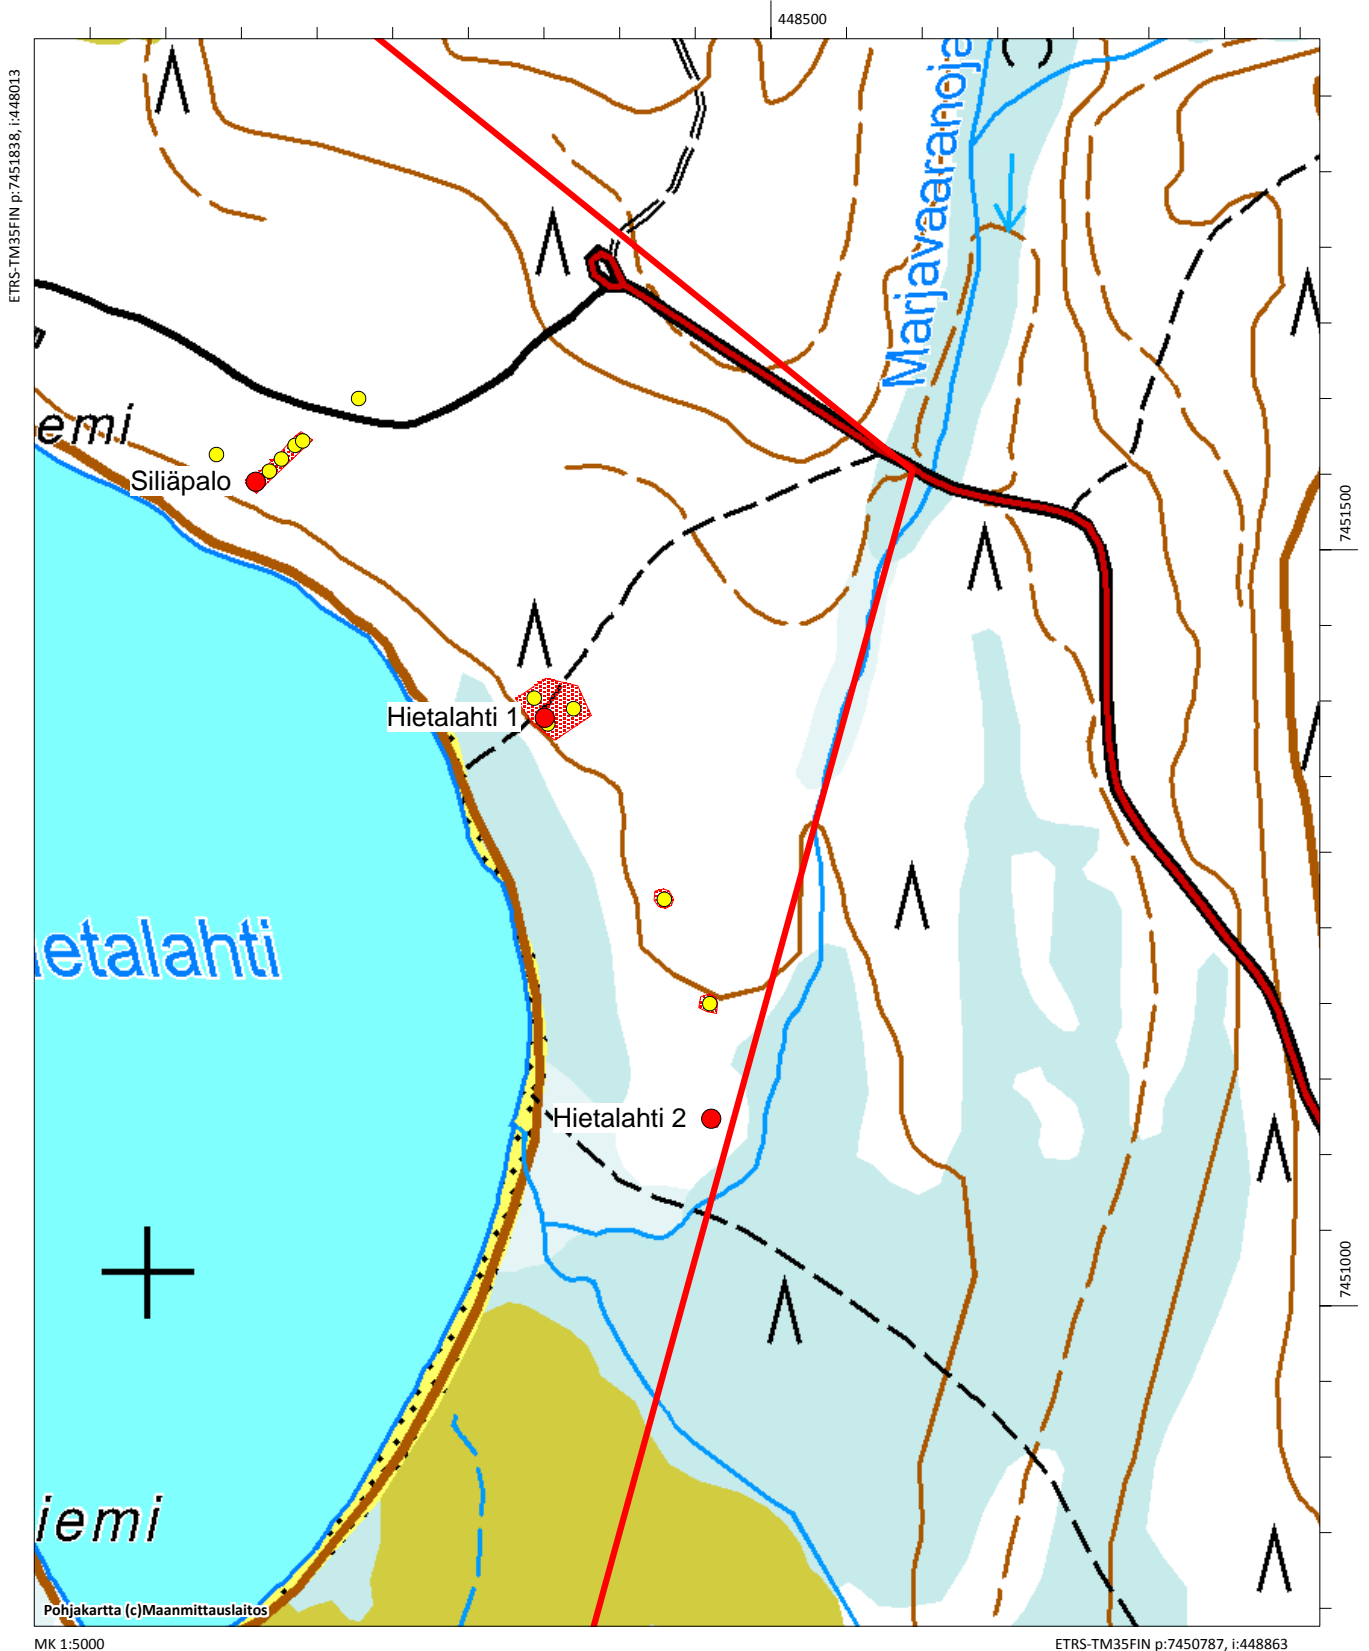 448500
ETRS-TM35FIN p:7451838, i:448013
Marjavaaranoja
emi
Siliäpalo
7451500
Hietalahti 1
etalahti
Hietalahti 2
7451000
iemi
Pohjakartta (c)Maanmittauslaitos
MK 1:5000
ETRS-TM35FIN p:7450787, i:448863